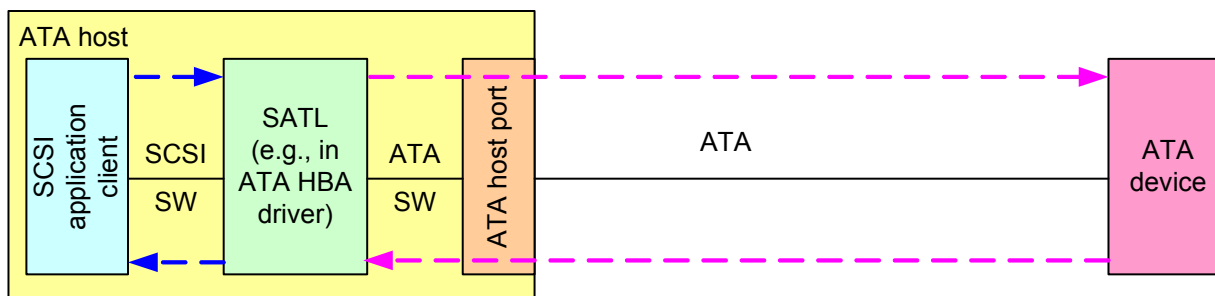 ATA host
SCSI
application
client
SCSI
SW
SATL
(e.g., in
ATA HBA
driver)
ATA
SW
ATA host port
ATA
ATA
device